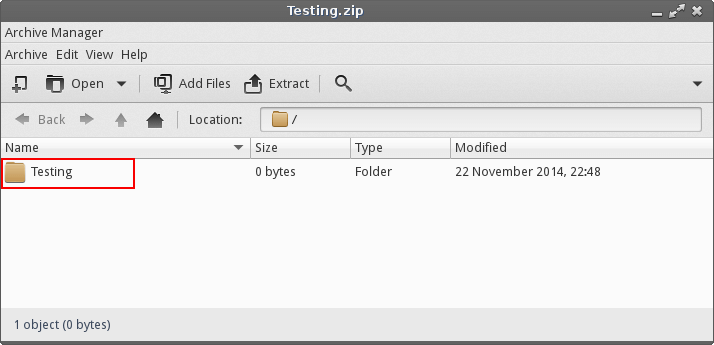 Testing.zip
Archive Manager
Archive Edit View Help
Open Add Files Extract
Back Location: /
Name Size Type Modified
Testing 0 bytes Folder 22 November 2014, 22:48
1 object (0 bytes)